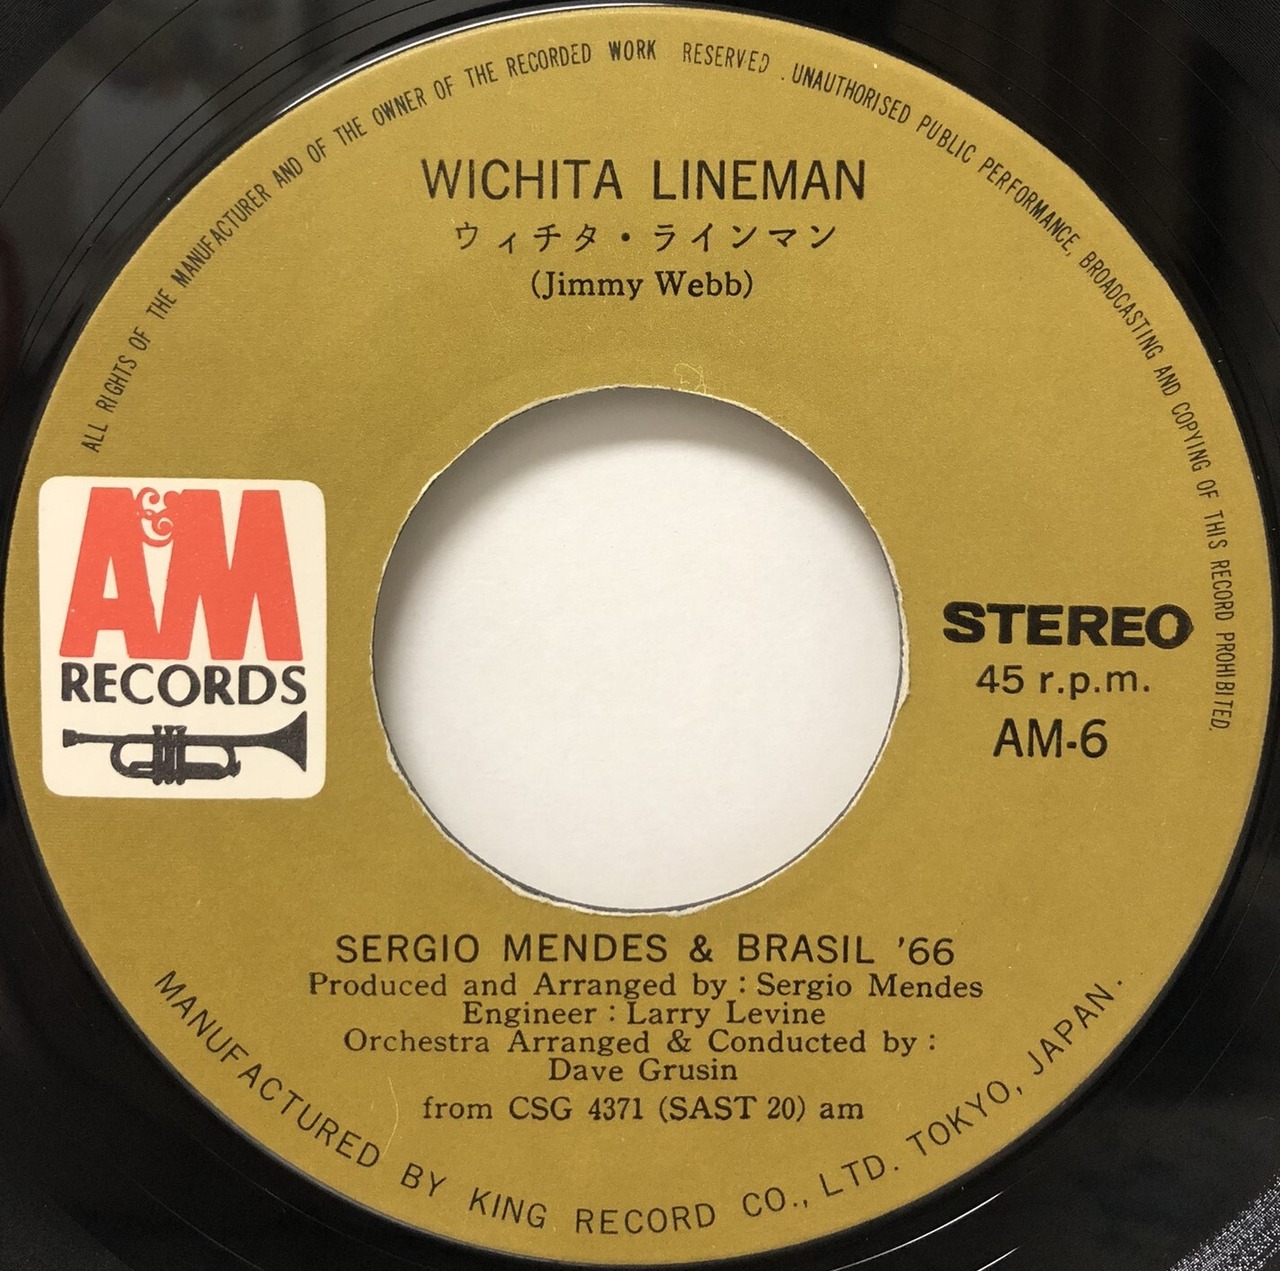 ALL RIGHTS OF THE MANUFACTURER AND OF THE OWNER OF THE RECORDED WORK RESERVED. UNAUTHORISED PUBLIC PERFORMANCE, BROADCASTING AND COPYING OF THIS RECORD PROHIBITED.
WICHITA LINEMAN
ウィチタ・ラインマン
(Jimmy Webb)
A&M
RECORDS
STEREO
45 r.p.m.
AM-6
SERGIO MENDES & BRASIL '66
Produced and Arranged by : Sergio Mendes
Engineer : Larry Levine
Orchestra Arranged & Conducted by :
Dave Grusin
from CSG 4371 (SAST 20) am
MANUFACTURED BY KING RECORD CO., LTD. TOKYO, JAPAN.